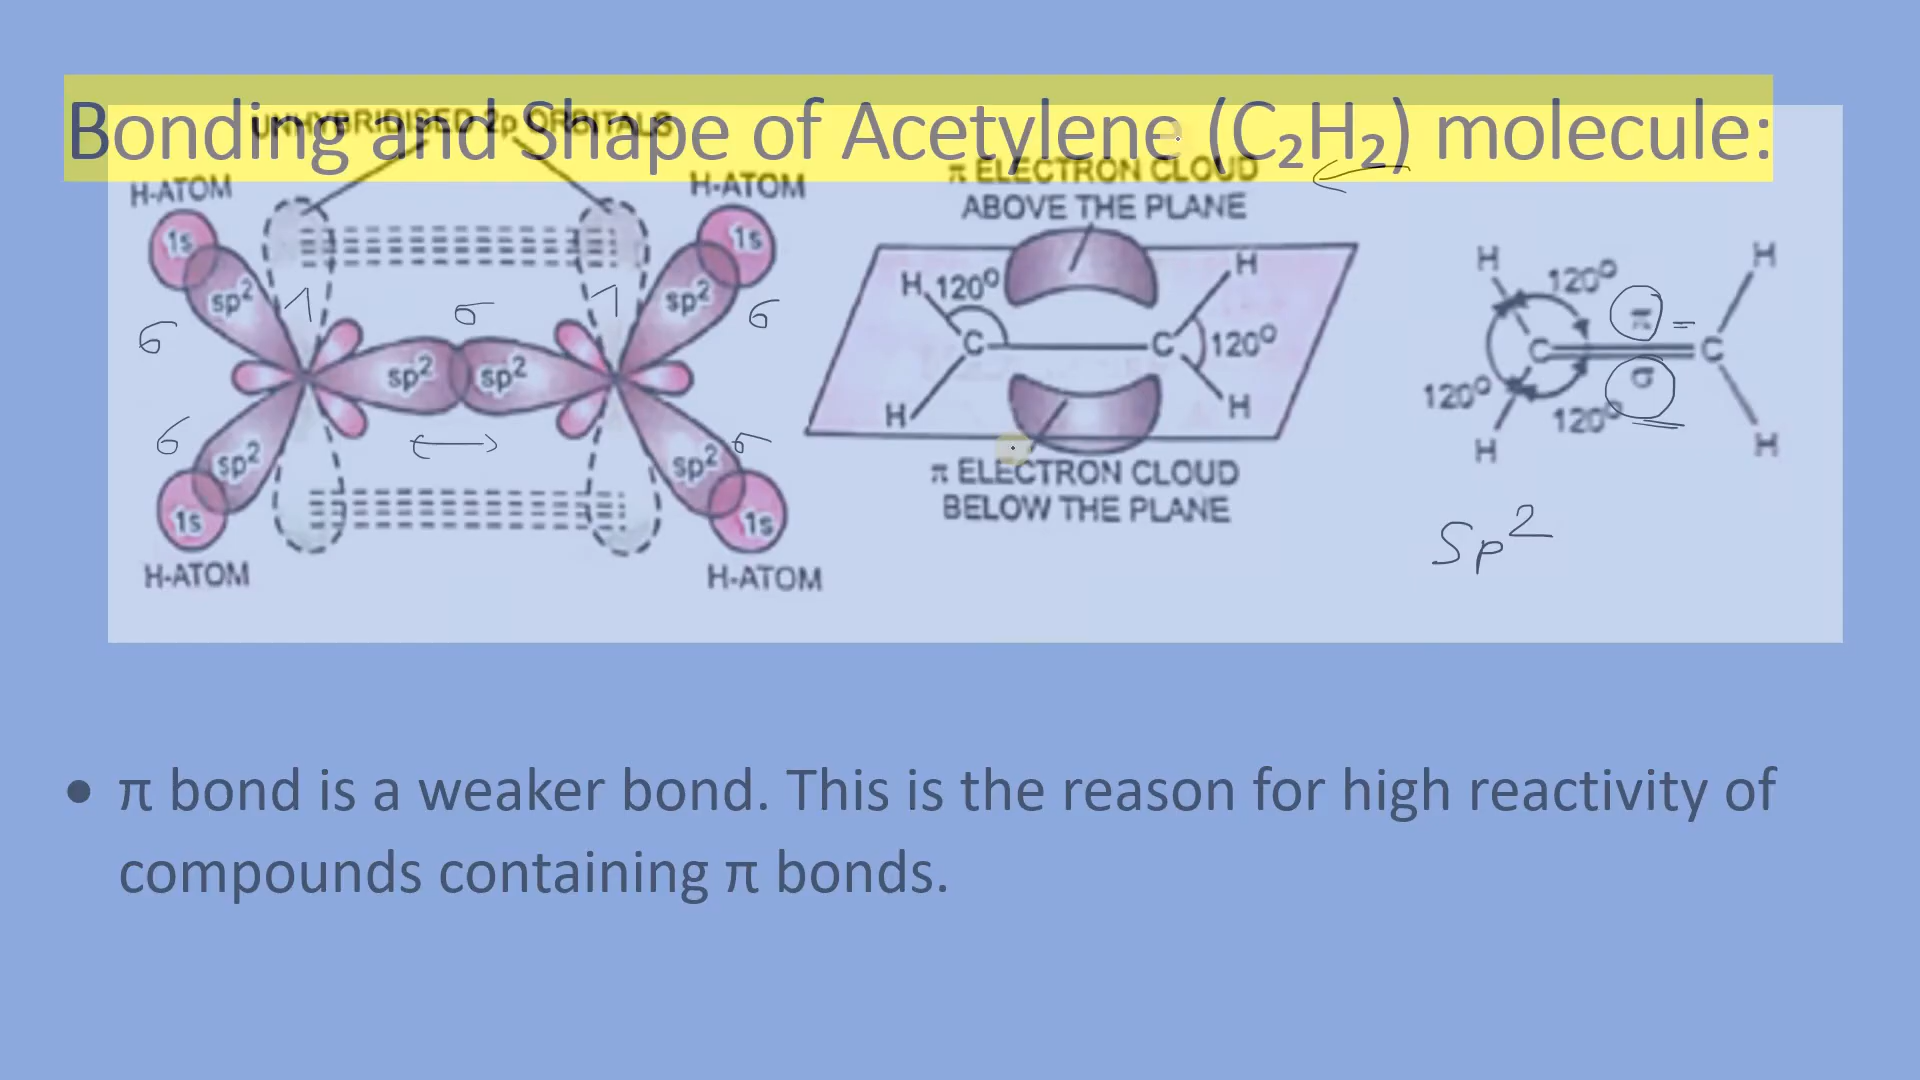 Bonding and Shape of Acetylene (C₂H₂) molecule:
UNHYBRIDISED 2p ORBITALS
H-ATOM
H-ATOM
1s
1s
sp²
sp²
1
1
σ
σ
σ
sp²
sp²
σ
σ
sp²
sp²
1s
1s
H-ATOM
H-ATOM
π ELECTRON CLOUD
ABOVE THE PLANE
H
120⁰
H
C
C
120⁰
H
H
π ELECTRON CLOUD
BELOW THE PLANE
H
120⁰
H
π =
C
C
σ
120⁰
120⁰
H
H
Sp²
• π bond is a weaker bond. This is the reason for high reactivity of
compounds containing π bonds.